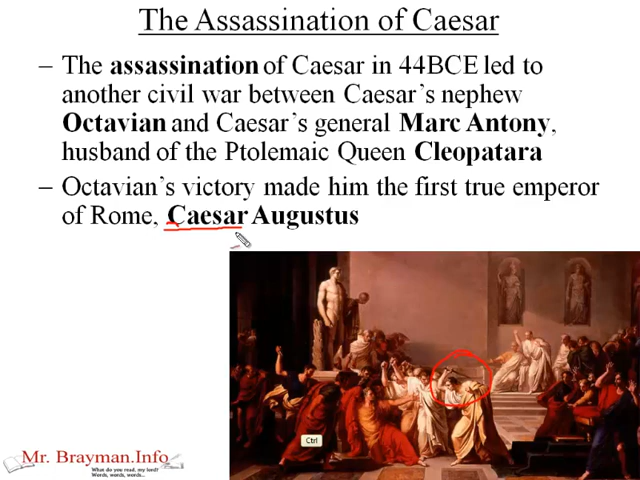 The Assassination of Caesar
– The assassination of Caesar in 44BCE led to
another civil war between Caesar's nephew
Octavian and Caesar's general Marc Antony,
husband of the Ptolemaic Queen Cleopatara
– Octavian's victory made him the first true emperor
of Rome, Caesar Augustus
Ctrl
Mr. Brayman.Info
What do you read, my lord?
Words, words, words...